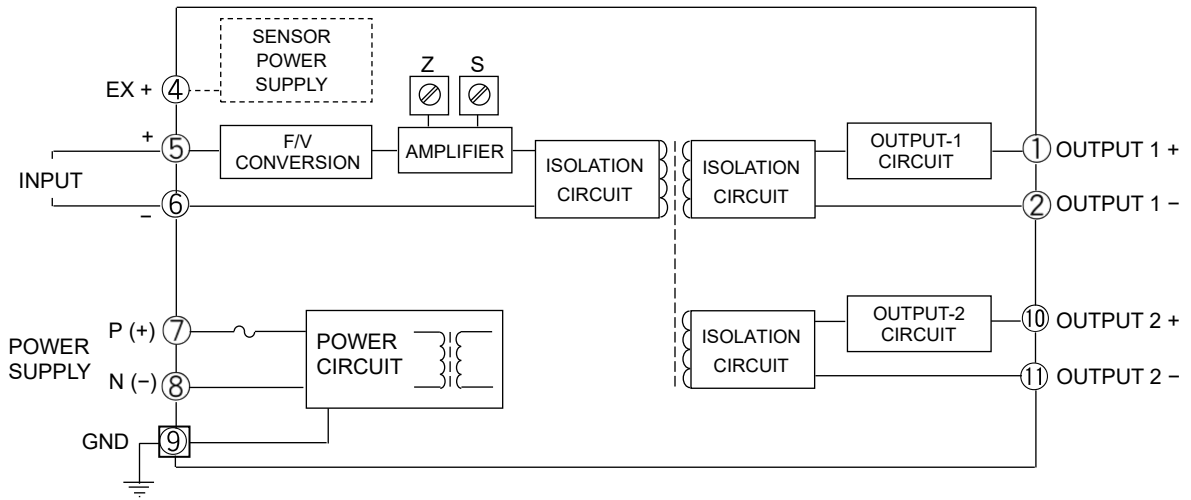 SENSOR
POWER
SUPPLY
EX +
4
Z
S
+
5
F/V
CONVERSION
AMPLIFIER
ISOLATION
CIRCUIT
ISOLATION
CIRCUIT
OUTPUT-1
CIRCUIT
1
OUTPUT 1 +
INPUT
6
−
2
OUTPUT 1 −
POWER
SUPPLY
P (+)
7
N (−)
8
POWER
CIRCUIT
ISOLATION
CIRCUIT
OUTPUT-2
CIRCUIT
10
OUTPUT 2 +
11
OUTPUT 2 −
GND
9